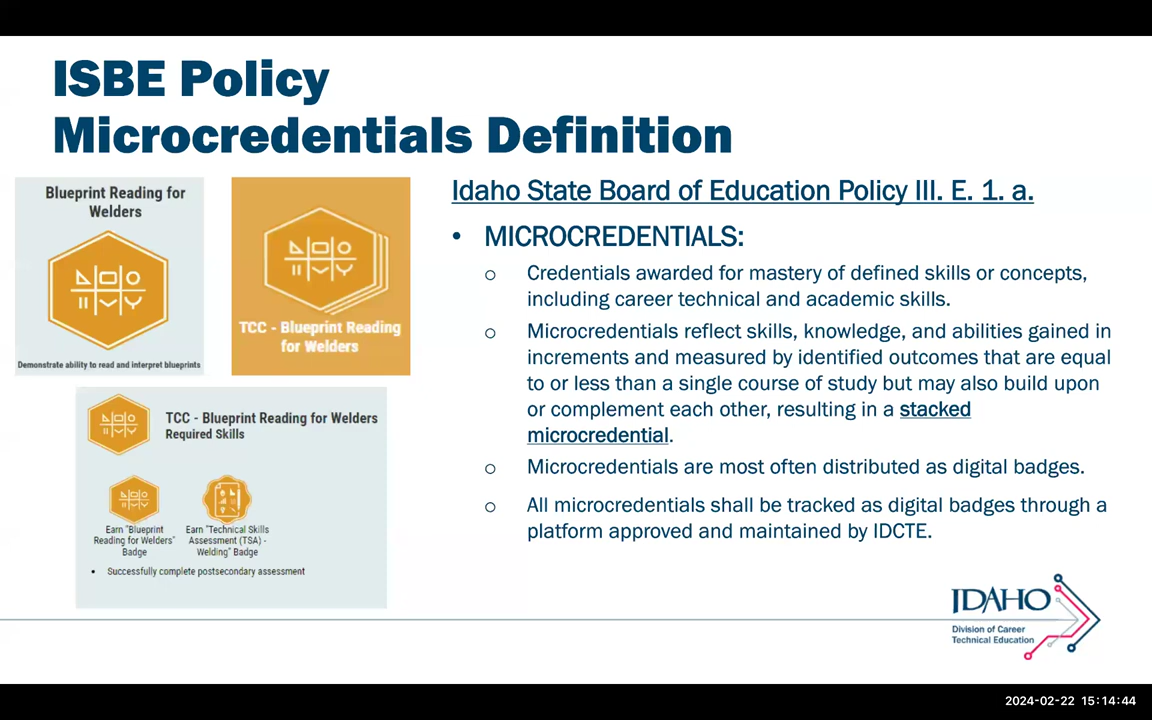 ISBE Policy
Microcredentials Definition
Blueprint Reading for
Welders
Demonstrate ability to read and interpret blueprints
TCC - Blueprint Reading
for Welders
TCC - Blueprint Reading for Welders
Required Skills
Earn "Blueprint
Reading for Welders"
Badge
Earn "Technical Skills
Assessment (TSA) -
Welding" Badge
• Successfully complete postsecondary assessment
Idaho State Board of Education Policy III. E. 1. a.
• MICROCREDENTIALS:
o Credentials awarded for mastery of defined skills or concepts,
including career technical and academic skills.
o Microcredentials reflect skills, knowledge, and abilities gained in
increments and measured by identified outcomes that are equal
to or less than a single course of study but may also build upon
or complement each other, resulting in a stacked
microcredential.
o Microcredentials are most often distributed as digital badges.
o All microcredentials shall be tracked as digital badges through a
platform approved and maintained by IDCTE.
IDAHO
Division of Career
Technical Education
2024-02-22 15:14:44